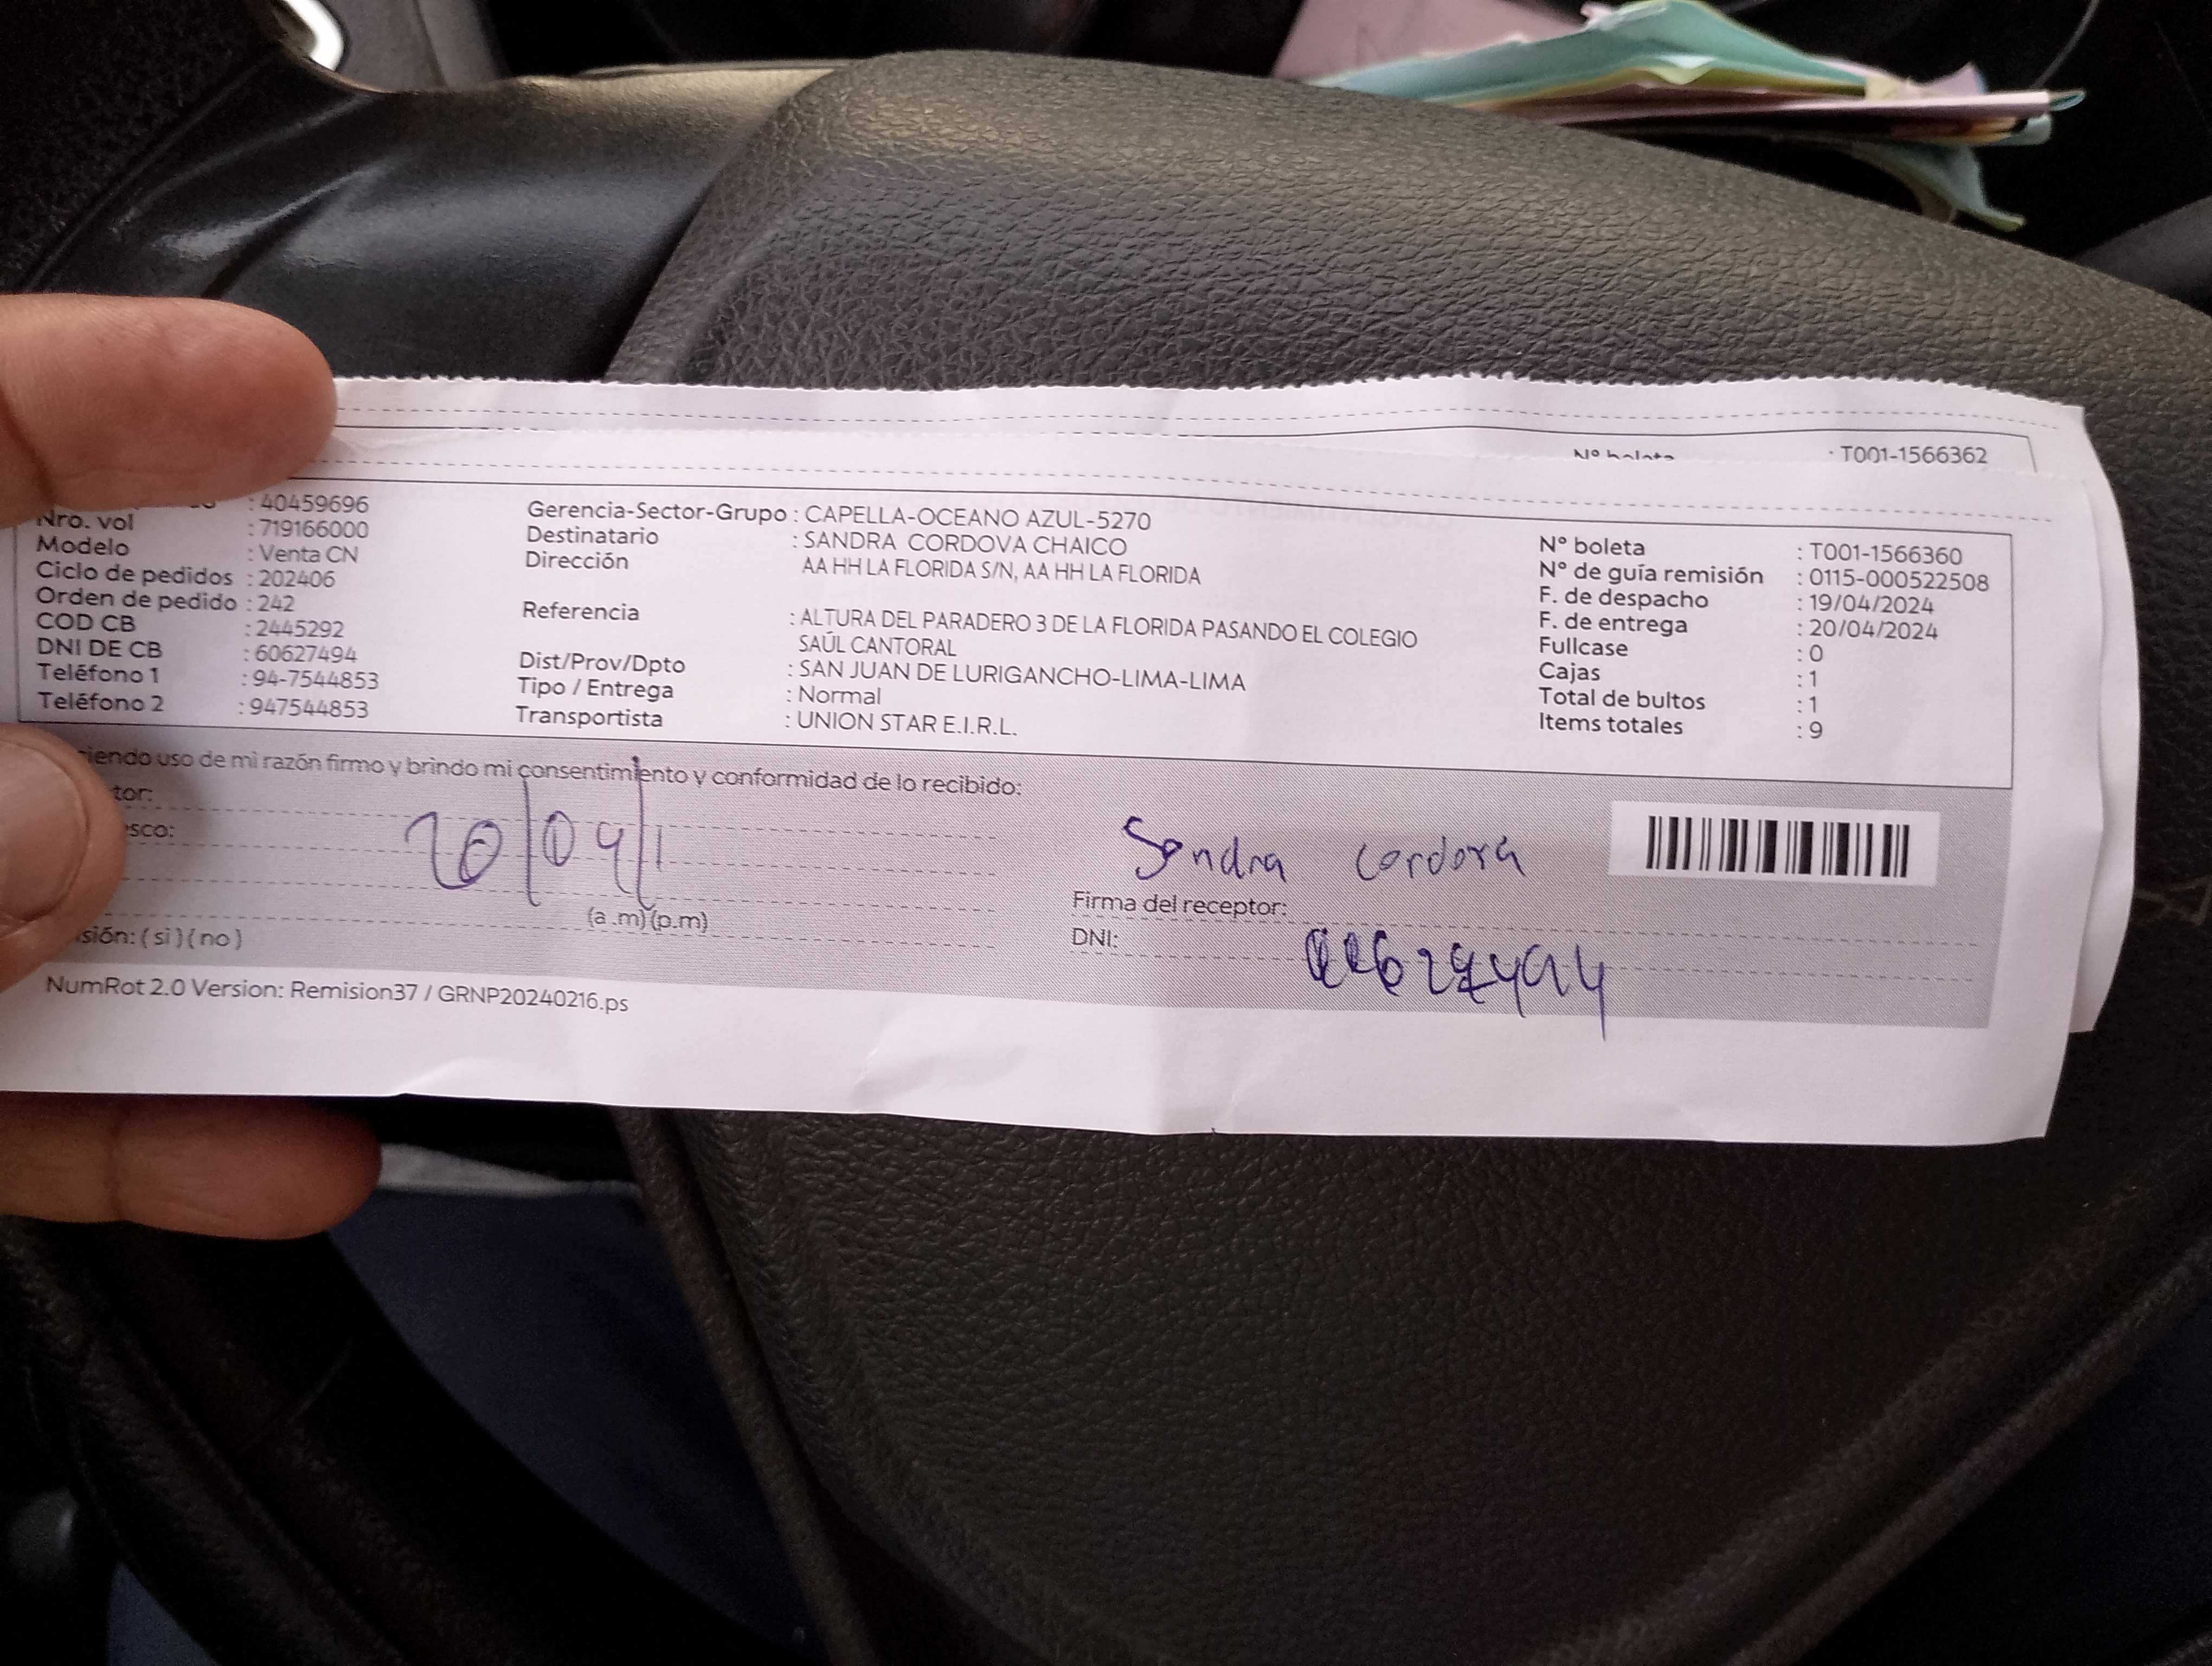 T001-1566362
: 40459696
Nro. vol : 719166000
Modelo : Venta CN
Ciclo de pedidos : 202406
Orden de pedido : 242
COD CB : 2445292
DNI DE CB : 60627494
Teléfono 1 : 94-7544853
Teléfono 2 : 947544853
Gerencia-Sector-Grupo : CAPELLA-OCEANO AZUL-5270
Destinatario : SANDRA CORDOVA CHAICO
Dirección AA HH LA FLORIDA S/N, AA HH LA FLORIDA
Referencia : ALTURA DEL PARADERO 3 DE LA FLORIDA PASANDO EL COLEGIO
SAÚL CANTORAL
Dist/Prov/Dpto : SAN JUAN DE LURIGANCHO-LIMA-LIMA
Tipo / Entrega : Normal
Transportista : UNION STAR E.I.R.L.
N° boleta : T001-1566360
N° de guía remisión : 0115-000522508
F. de despacho : 19/04/2024
F. de entrega : 20/04/2024
Fullcase : 0
Cajas : 1
Total de bultos : 1
Items totales : 9
uso de mi razón firmo y brindo mi consentimiento y conformidad de lo recibido:
20/04/
(a .m)(p.m)
(si)(no)
Sandra Cordova
Firma del receptor:
DNI:
NumRot 2.0 Version: Remision37 / GRNP20240216.ps